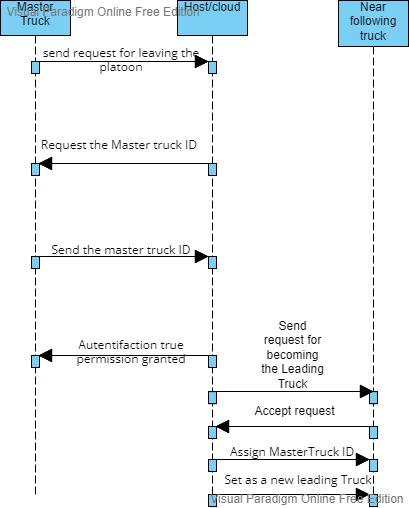 Master
Truck
Host/cloud
Near
following
truck
Visual Paradigm Online Free Edition
send request for leaving the
platoon
Request the Master truck ID
Send the master truck ID
Autentifaction true
permission granted
Send
request for
becoming
the Leading
Truck
Accept request
Assign MasterTruck ID
Set as a new leading Truck
Visual Paradigm Online Free Edition